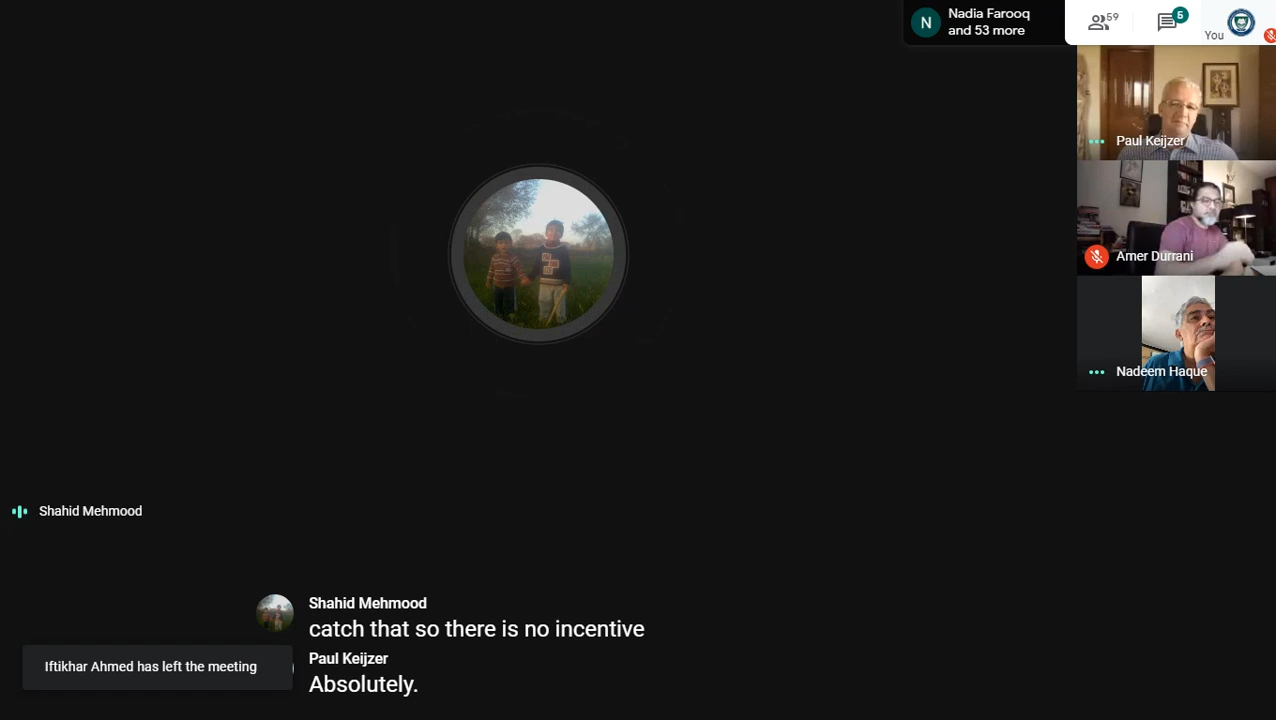 N
Nadia Farooq
and 53 more
59
5
You
Paul Keijzer
Amer Durrani
Nadeem Haque
Shahid Mehmood
Shahid Mehmood
catch that so there is no incentive
Iftikhar Ahmed has left the meeting
Paul Keijzer
Absolutely.